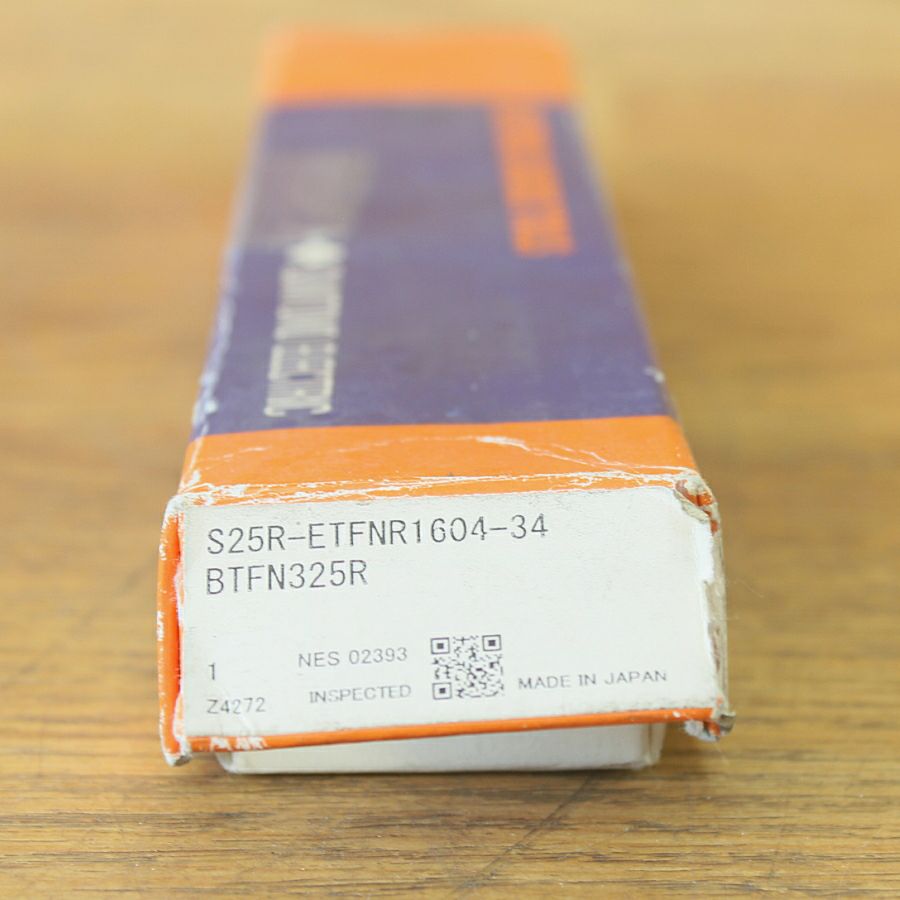 S25R-ETFNR1604-34
BTFN325R
1
NES 02393
Z4272
INSPECTED
MADE IN JAPAN